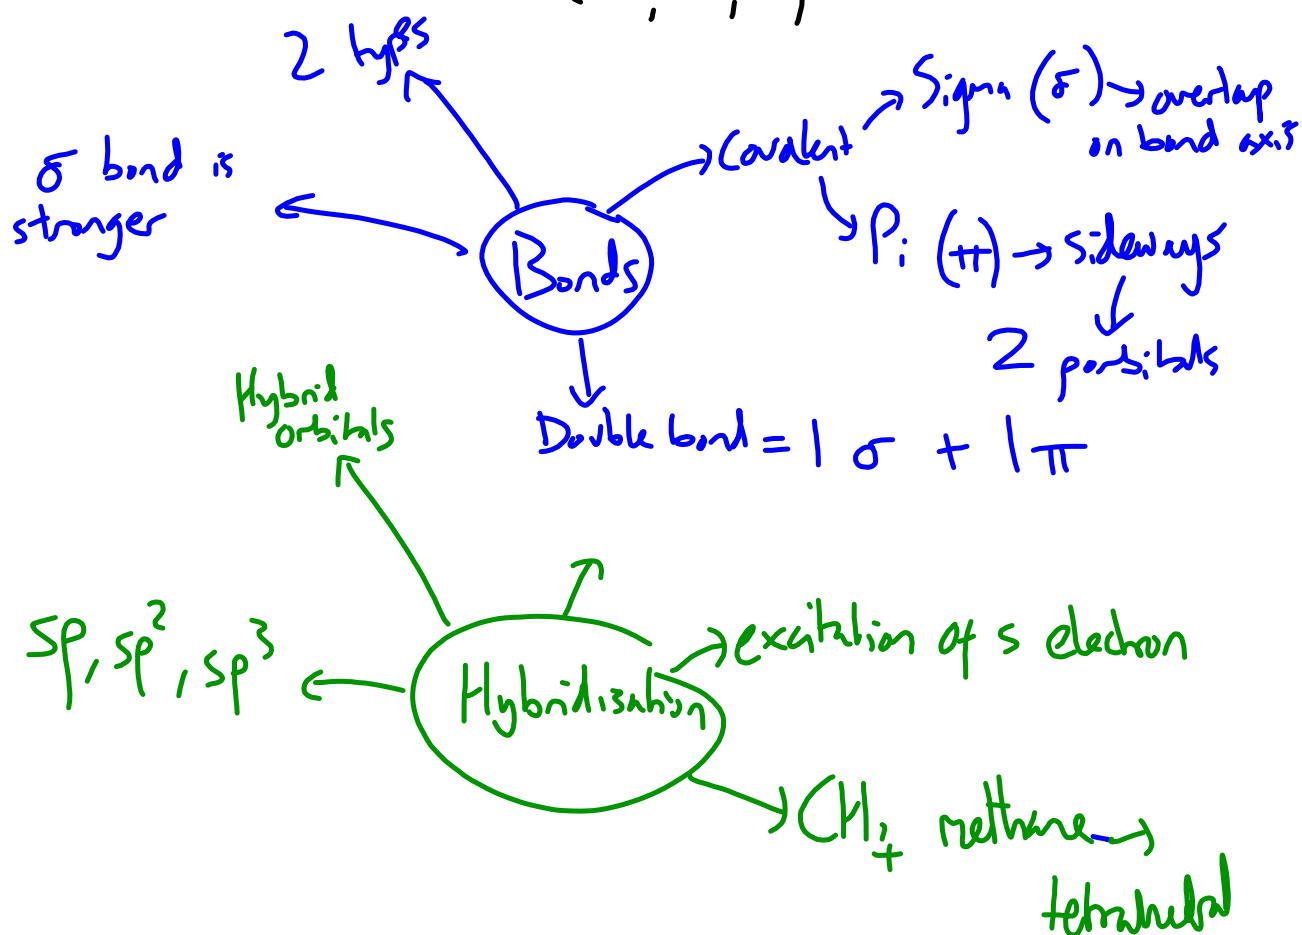 2 types
Sigma (σ) → overlap
on bond axis
Covalent
σ bond is
stronger
Pi (π) → sideways
Bonds
2 p orbitals
Hybrid
orbitals
Double bond = 1 σ + 1 π
sp, sp², sp³
excitation of s electron
Hybridisation
CH₄ methane →
tetrahedral